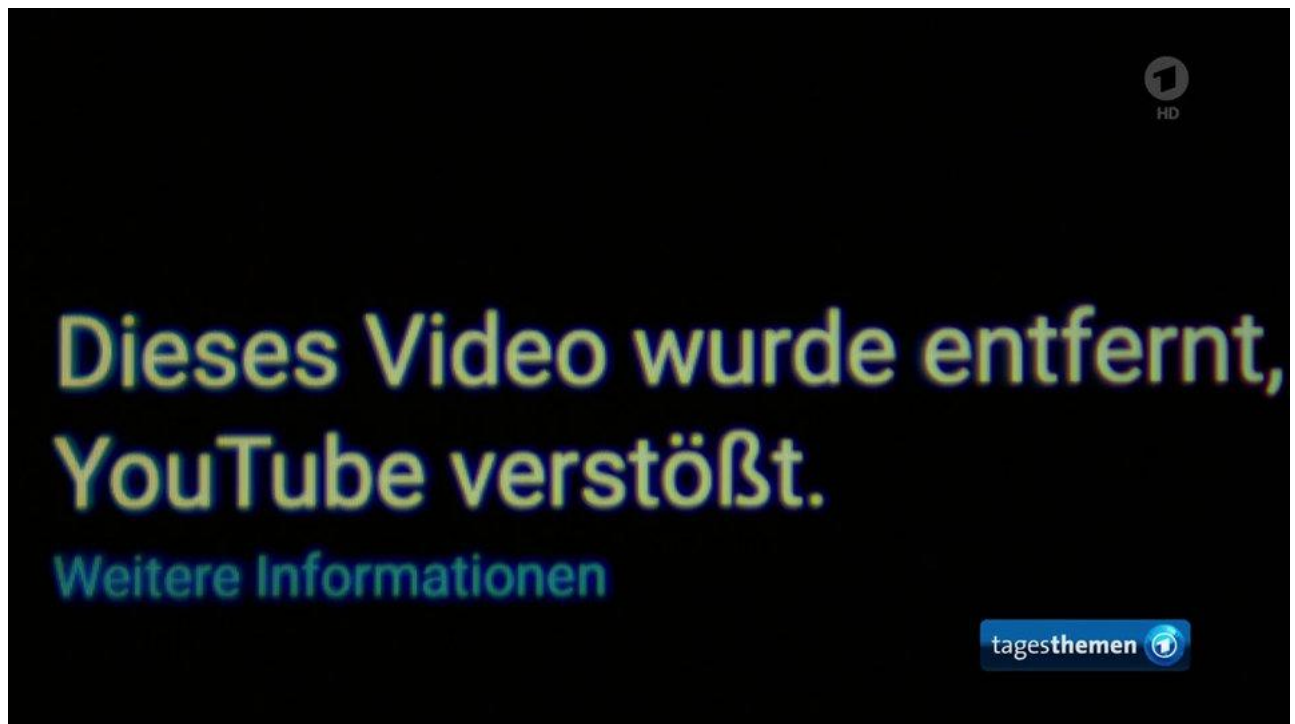 HD
Dieses Video wurde entfernt,
YouTube verstößt.
Weitere Informationen
tagesthemen